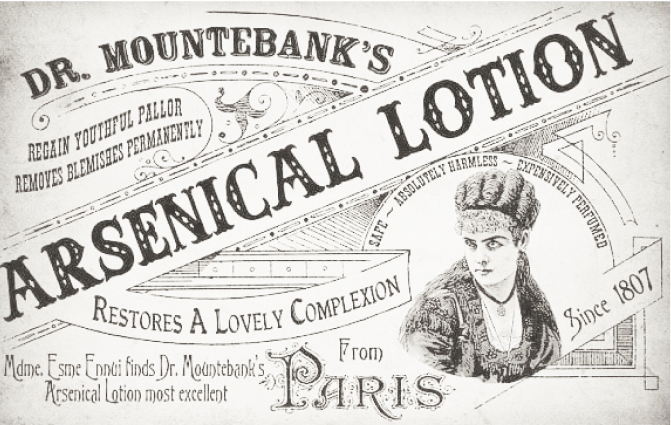 DR. MOUNTEBANK'S
REGAIN YOUTHFUL PALLOR
REMOVES BLEMISHES PERMANENTLY
ARSENICAL LOTION
SAFE ~ ABSOLUTELY HARMLESS ~ EXPENSIVELY PERFUMED
RESTORES A LOVELY COMPLEXION
Since 1807
Mdme. Esme Ennui finds Dr. Mountebank's
Arsenical Lotion most excellent
From
PARIS